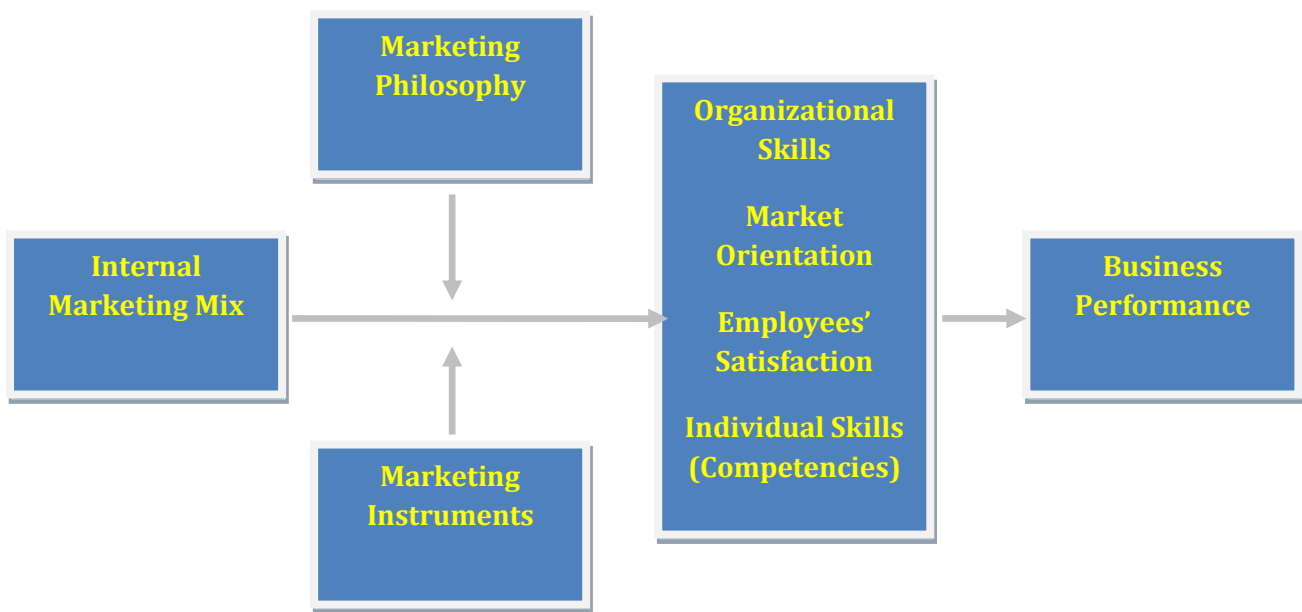 Marketing
Philosophy
Internal
Marketing Mix
Marketing
Instruments
Organizational
Skills
Market
Orientation
Employees’
Satisfaction
Individual Skills
(Competencies)
Business
Performance